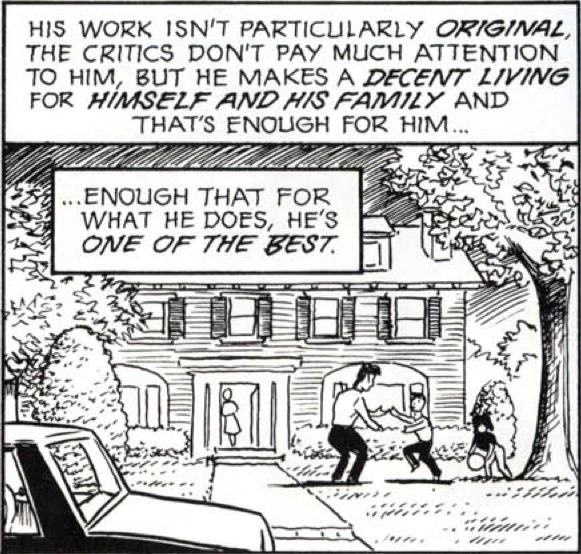 HIS WORK ISN'T PARTICULARLY ORIGINAL,
THE CRITICS DON'T PAY MUCH ATTENTION
TO HIM, BUT HE MAKES A DECENT LIVING
FOR HIMSELF AND HIS FAMILY AND
THAT'S ENOUGH FOR HIM...
...ENOUGH THAT FOR
WHAT HE DOES, HE'S
ONE OF THE BEST.